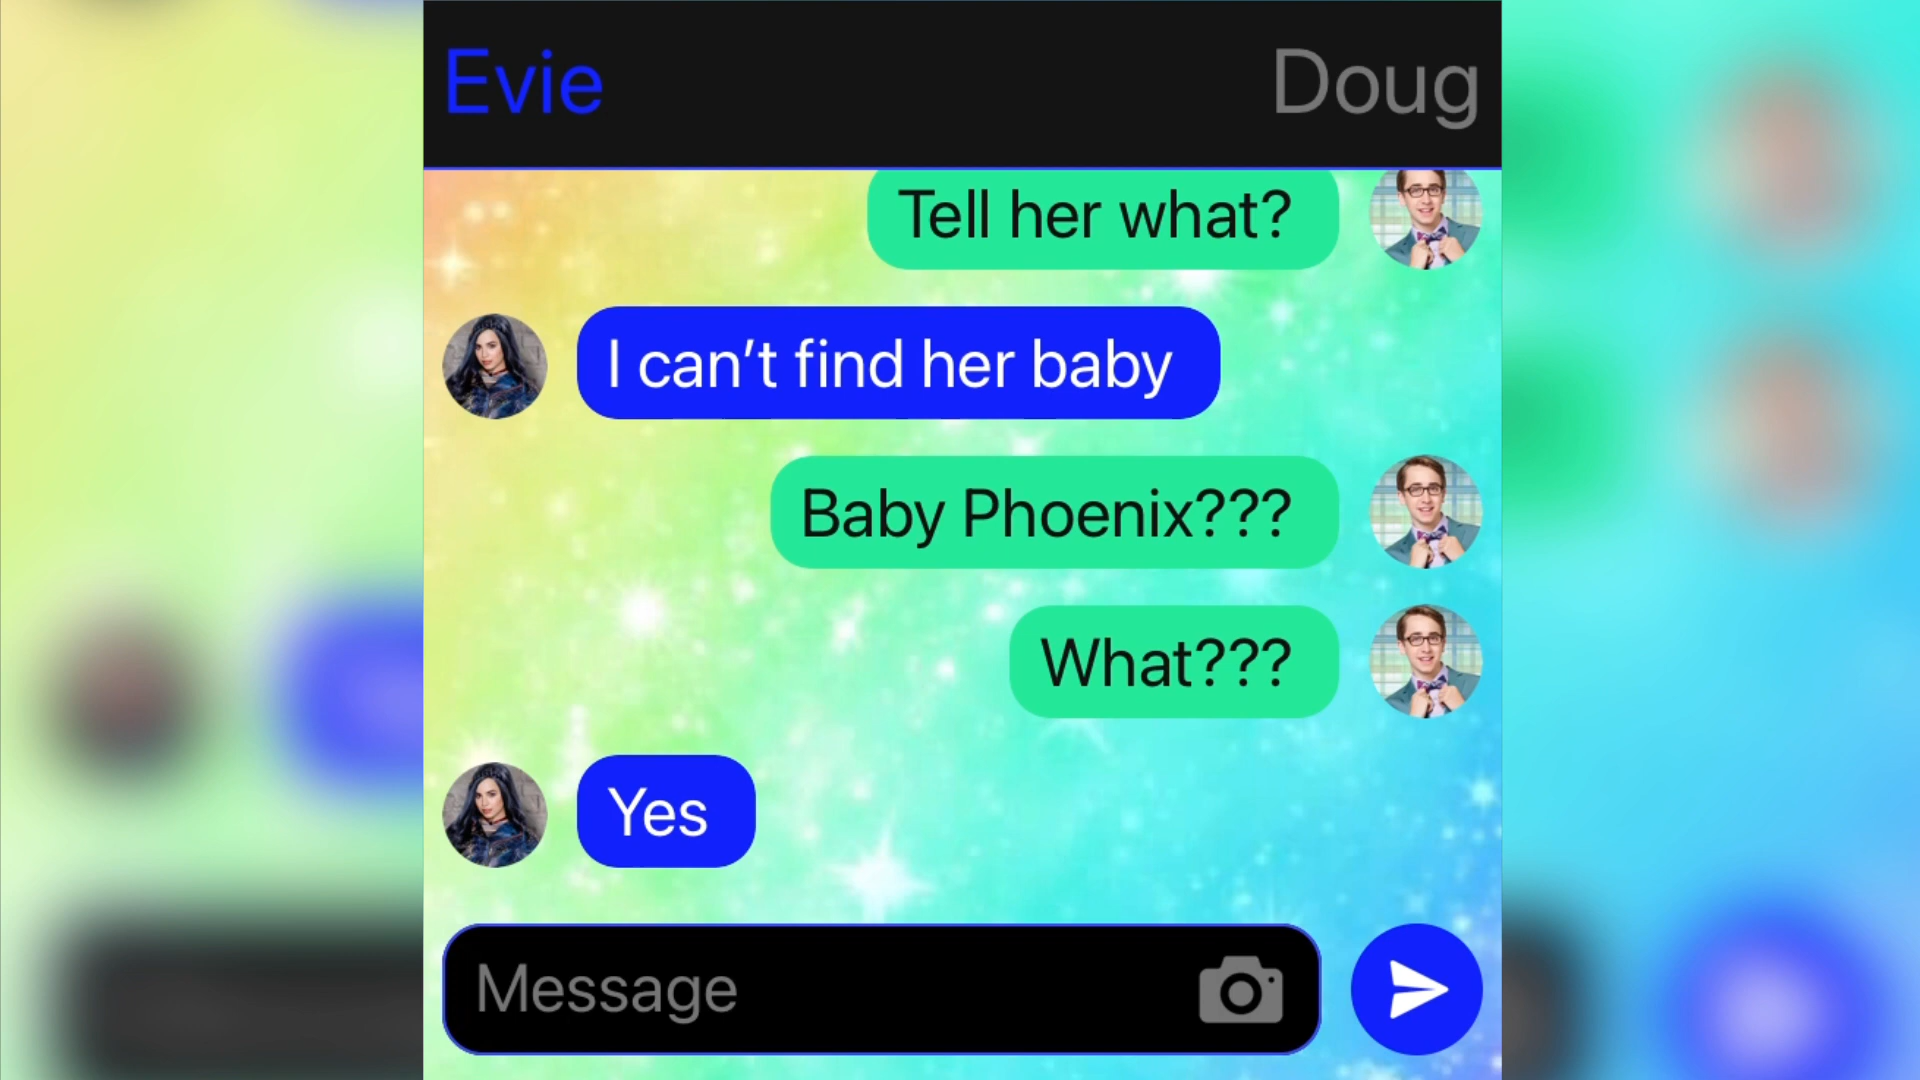 Evie
Doug
Tell her what?
I can’t find her baby
Baby Phoenix???
What???
Yes
Message